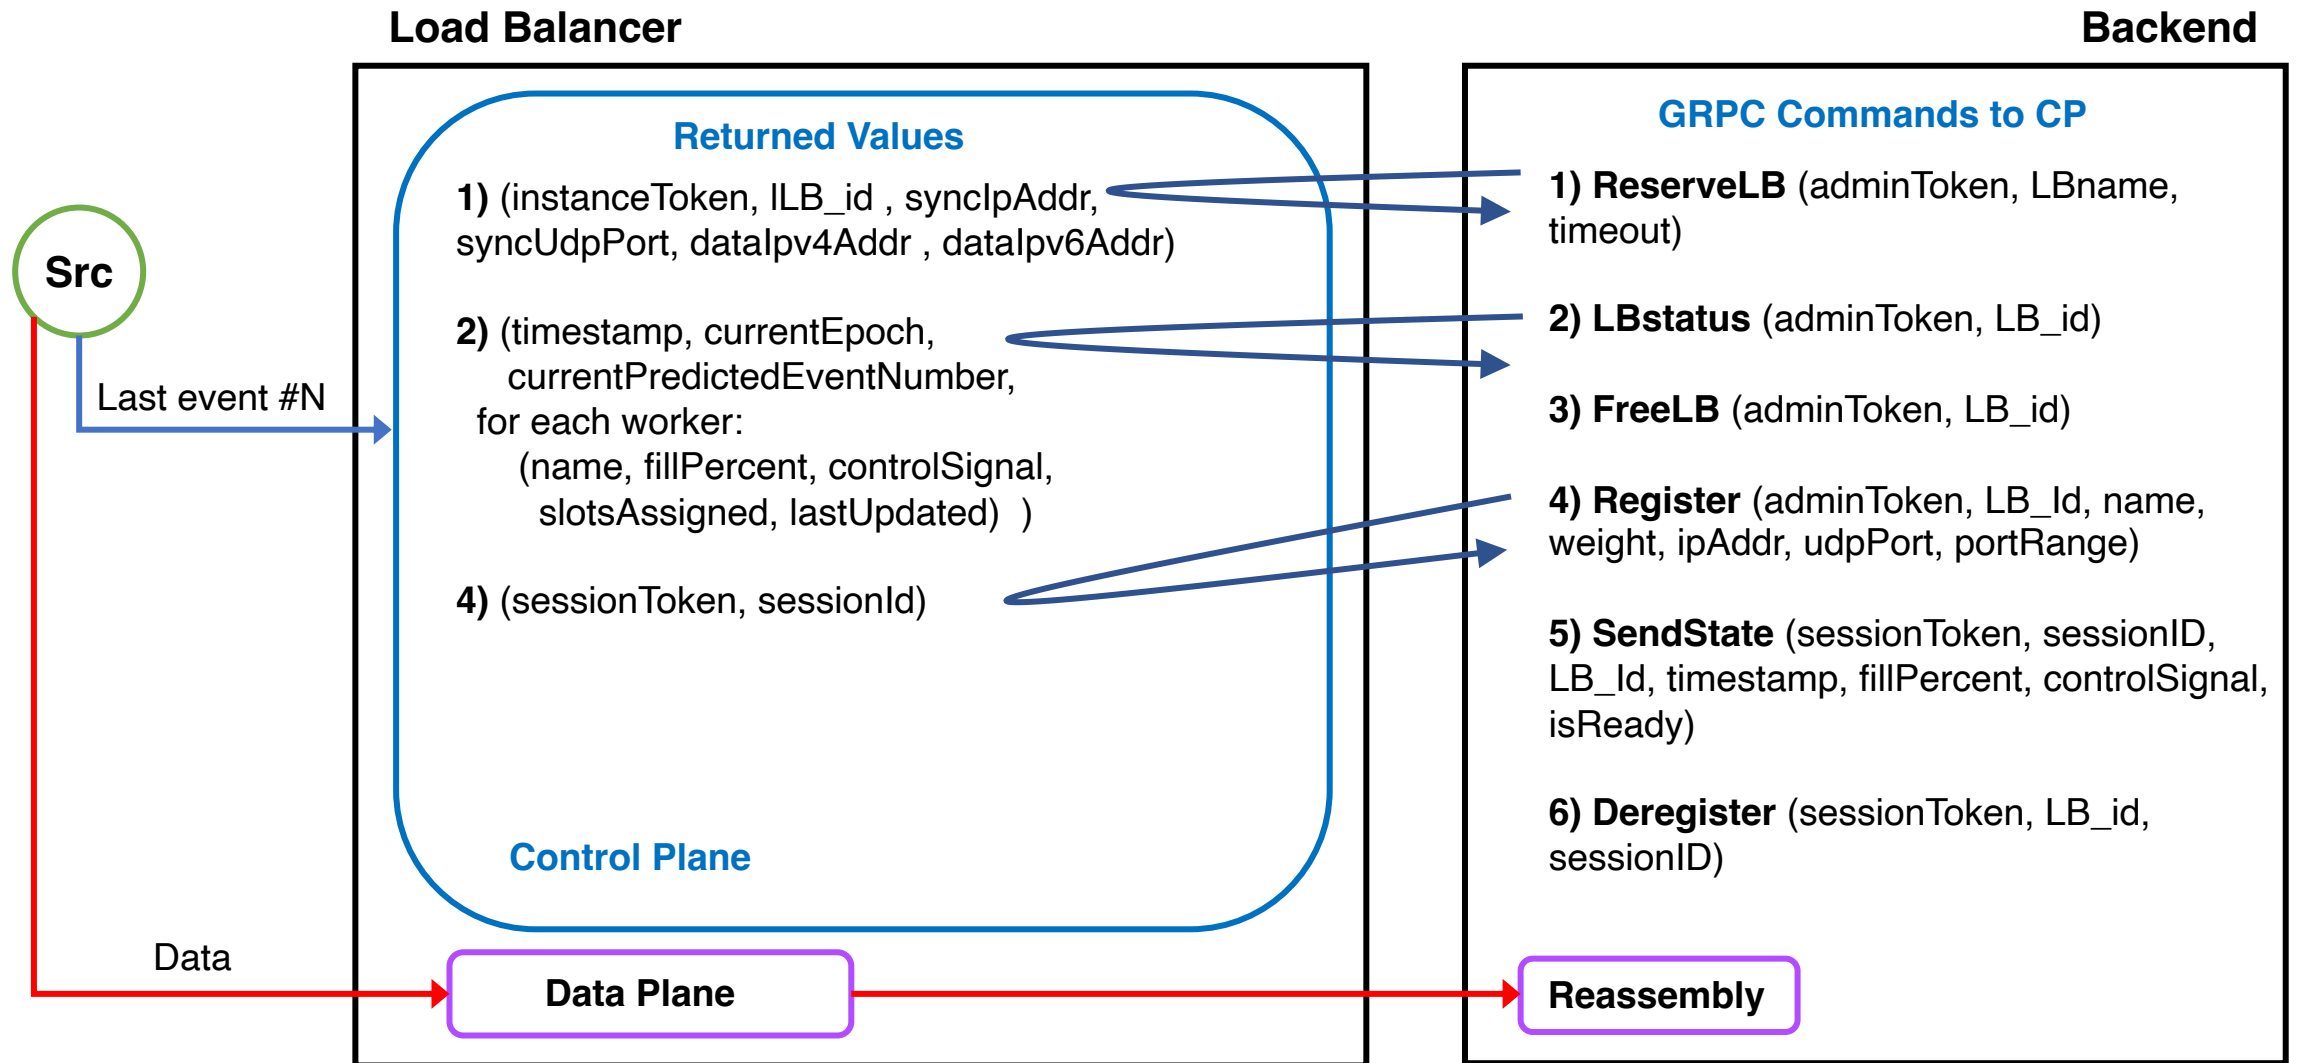 Load Balancer
Backend
Returned Values
1) (instanceToken, lLB_id , syncIpAddr,
syncUdpPort, dataIpv4Addr , dataIpv6Addr)
2) (timestamp, currentEpoch,
currentPredictedEventNumber,
for each worker:
(name, fillPercent, controlSignal,
slotsAssigned, lastUpdated) )
4) (sessionToken, sessionId)
Control Plane
GRPC Commands to CP
1) ReserveLB (adminToken, LBname,
timeout)
2) LBstatus (adminToken, LB_id)
3) FreeLB (adminToken, LB_id)
4) Register (adminToken, LB_Id, name,
weight, ipAddr, udpPort, portRange)
5) SendState (sessionToken, sessionID,
LB_Id, timestamp, fillPercent, controlSignal,
isReady)
6) Deregister (sessionToken, LB_id,
sessionID)
Src
Last event #N
Data
Data Plane
Reassembly